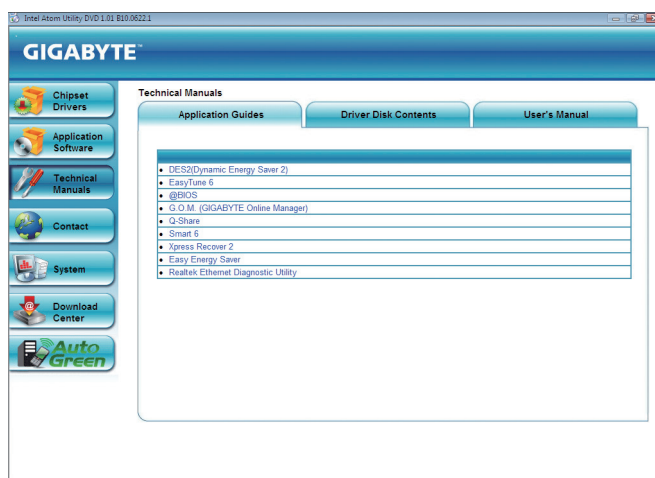 Intel Atom Utility DVD 1.01 B10.0622.1
GIGABYTE™
Chipset
Drivers
Application
Software
Technical
Manuals
Contact
System
Download
Center
Auto
Green
Technical Manuals
Application Guides
Driver Disk Contents
User's Manual
DES2(Dynamic Energy Saver 2)
EasyTune 6
@BIOS
G.O.M. (GIGABYTE Online Manager)
Q-Share
Smart 6
Xpress Recover 2
Easy Energy Saver
Realtek Ethernet Diagnostic Utility